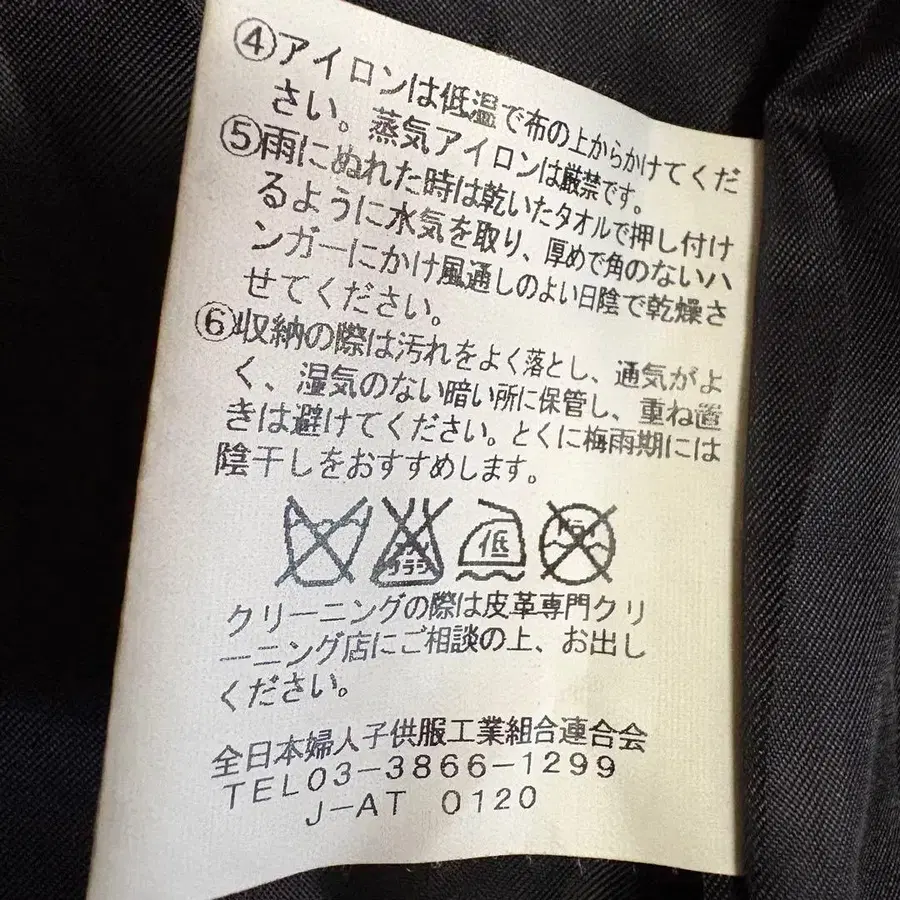 ④アイロンは低温で布の上からかけてくだ
さい。蒸気アイロンは厳禁です。
⑤雨にぬれた時は乾いたタオルで押し付け
るように水気を取り、厚めで角のないハ
ンガーにかけ風通しのよい日陰で乾燥さ
せてください。
⑥収納の際は汚れをよく落とし、通気がよ
く、湿気のない暗い所に保管し、重ね置
きは避けてください。とくに梅雨期には
陰干しをおすすめします。
低
クリーニングの際は皮革専門クリ
ーニング店にご相談の上、お出し
ください。
全日本婦人子供服工業組合連合会
TEL03-3866-1299
J-AT 0120